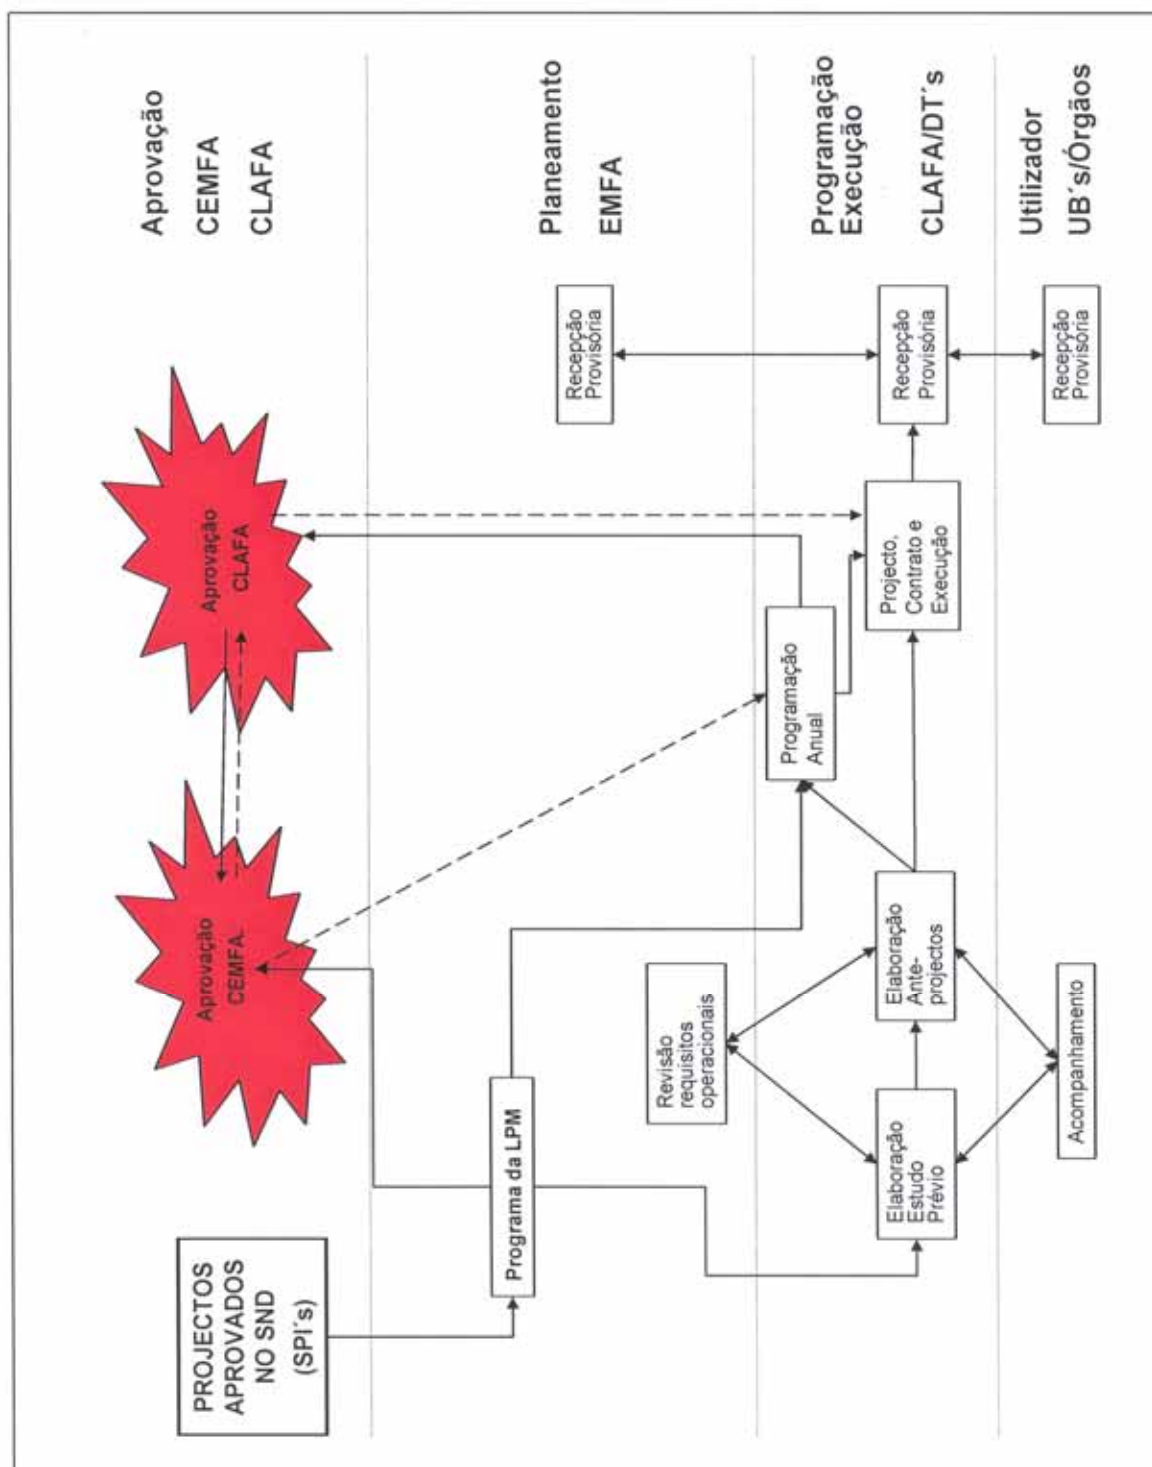 Aprovação
CEMFA
CLAFA
Planeamento
EMFA
Programação
Execução
CLAFA/DT´s
Utilizador
UB´s/Órgãos
PROJECTOS
APROVADOS
NO SND
(SPI´s)
Aprovação
CEMFA
Aprovação
CLAFA
Programa da LPM
Revisão
requisitos
operacionais
Recepção
Provisória
Elaboração
Estudo
Prévio
Elaboração
Ante-
projectos
Programação
Anual
Projecto,
Contrato e
Execução
Recepção
Provisória
Acompanhamento
Recepção
Provisória